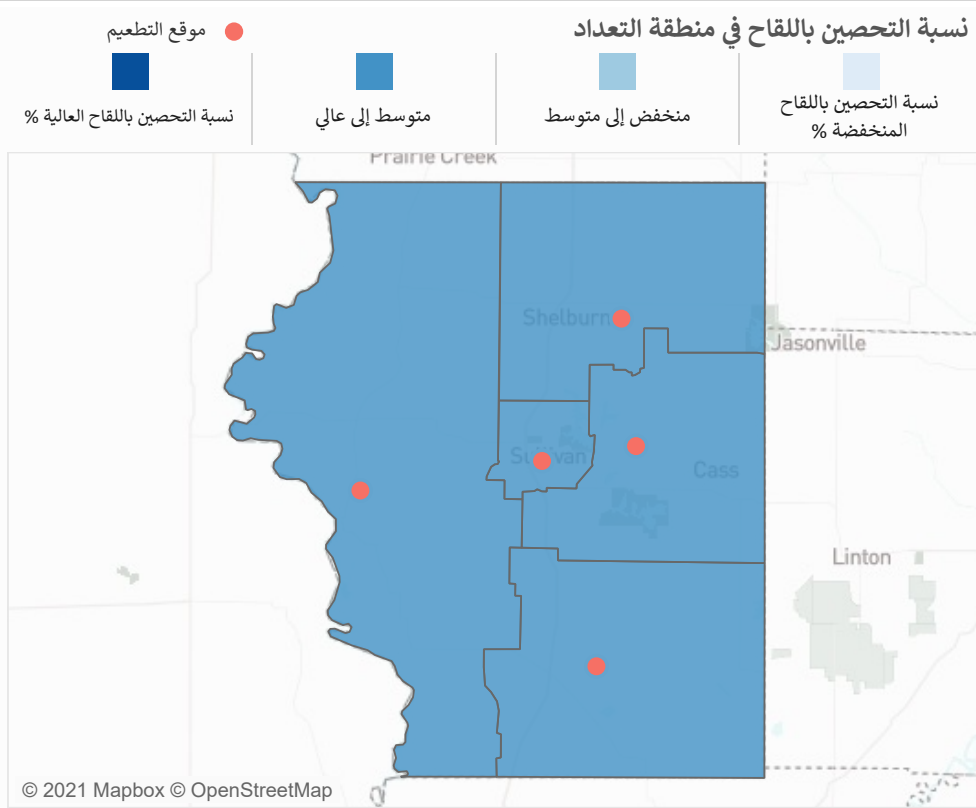 نسبة التحصين باللقاح في منطقة التعداد
موقع التطعيم
نسبة التحصين باللقاح
المنخفضة %
منخفض إلى متوسط
متوسط إلى عالي
نسبة التحصين باللقاح العالية %
Prairie Creek
Shelburn
Jasonville
Sullivan
Cass
Linton
© 2021 Mapbox © OpenStreetMap